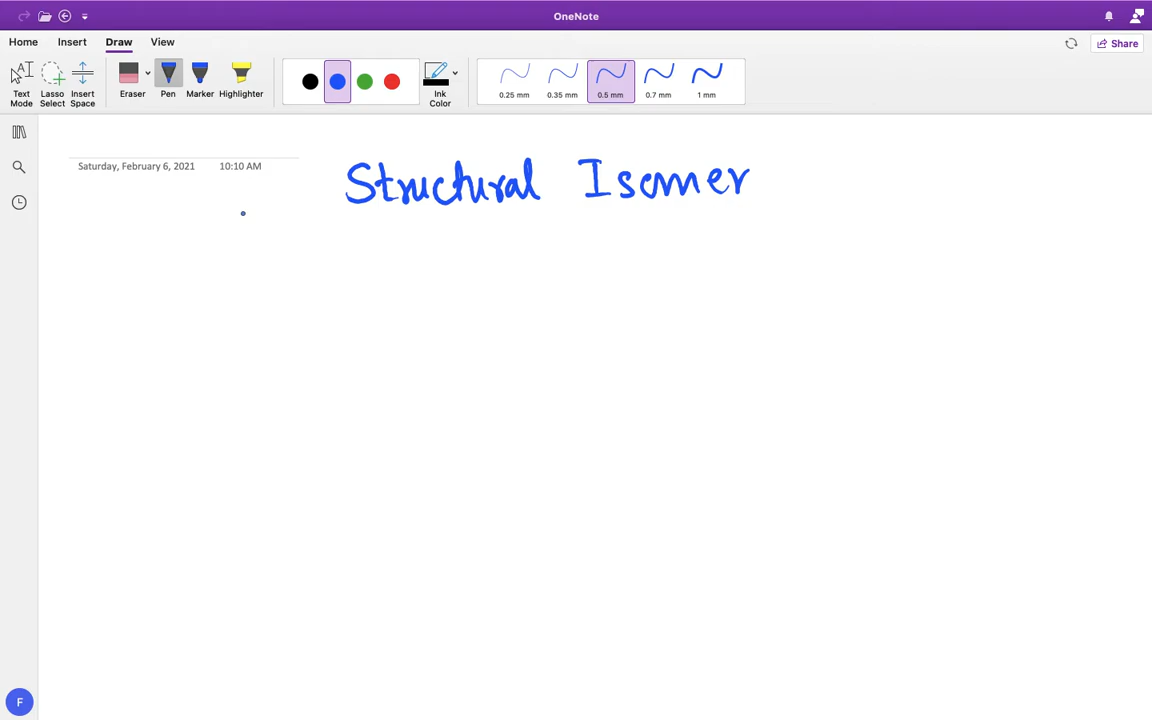 OneNote
Home Insert Draw View
Share
Text Mode
Lasso Select
Insert Space
Eraser
Pen
Marker
Highlighter
Ink Color
0.25 mm
0.35 mm
0.5 mm
0.7 mm
1 mm
Saturday, February 6, 2021 10:10 AM
Structural Isomer
F